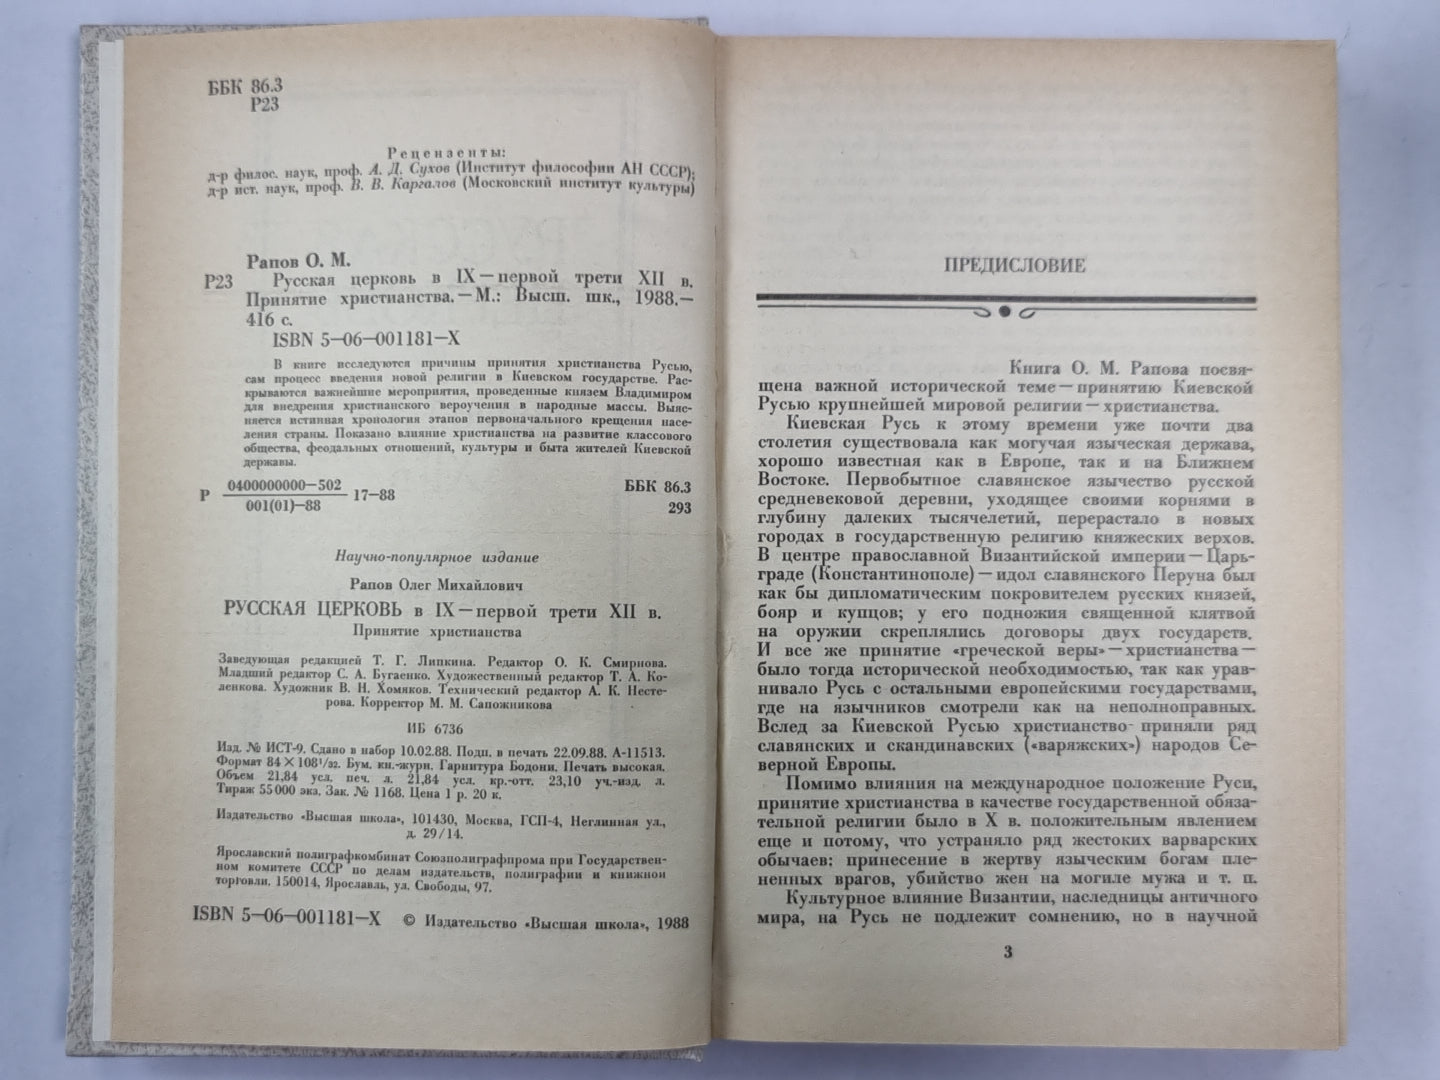 ББК 86.3
Р23
Рецензенты:
д-р филос. наук, проф. А. Д. Сухов (Институт философии АН СССР);
д-р ист. наук, проф. В. В. Каргалов (Московский институт культуры)
Рапов О. М.
Р23 Русская церковь в IX — первой трети XII в.
Принятие христианства. — М.: Высш. шк., 1988.—
416 с.
ISBN 5—06—001181—X
В книге исследуются причины принятия христианства Русью,
сам процесс введения новой религии в Киевском государстве. Рас-
крываются важнейшие мероприятия, проведенные князем Владимиром
для внедрения христианского вероучения в народные массы. Выяс-
няется истинная хронология этапов первоначального крещения насе-
ления страны. Показано влияние христианства на развитие классового
общества, феодальных отношений, культуры и быта жителей Киевской
державы.
Р 0400000000—502
001(01)—88
17—88
ББК 86.3
293
Научно-популярное издание
Рапов Олег Михайлович
РУССКАЯ ЦЕРКОВЬ в IX — первой трети XII в.
Принятие христианства
Заведующая редакцией Т. Г. Липкина. Редактор О. К. Смирнова.
Младший редактор С. А. Бугаенко. Художественный редактор Т. А. Ко-
ленкова. Художник В. Н. Хомяков. Технический редактор А. К. Несте-
рова. Корректор М. М. Сапожникова
ИБ 6736
Изд. № ИСТ-9. Сдано в набор 10.02.88. Подп. в печать 22.09.88. А-11513.
Формат 84×108¹/₃₂. Бум. кн.-журн. Гарнитура Бодони. Печать высокая.
Объем 21,84 усл. печ. л. 21,84 усл. кр.-отт. 23,10 уч.-изд. л.
Тираж 55 000 экз. Зак. № 1168. Цена 1 р. 20 к.
Издательство «Высшая школа», 101430, Москва, ГСП-4, Неглинная ул.,
д. 29/14.
Ярославский полиграфкомбинат Союзполиграфпрома при Государствен-
ном комитете СССР по делам издательств, полиграфии и книжной
торговли. 150014, Ярославль, ул. Свободы, 97.
ISBN 5—06—001181—X © Издательство «Высшая школа», 1988
ПРЕДИСЛОВИЕ
Книга О. М. Рапова посвя-
щена важной исторической теме — принятию Киевской
Русью крупнейшей мировой религии — христианства.
Киевская Русь к этому времени уже почти два
столетия существовала как могучая языческая держава,
хорошо известная как в Европе, так и на Ближнем
Востоке. Первобытное славянское язычество русской
средневековой деревни, уходящее своими корнями в
глубину далеких тысячелетий, перерастало в новых
городах в государственную религию княжеских верхов.
В центре православной Византийской империи — Царь-
граде (Константинополе) — идол славянского Перуна был
как бы дипломатическим покровителем русских князей,
бояр и купцов; у его подножия священной клятвой
на оружии скреплялись договоры двух государств.
И все же принятие «греческой веры» — христианства —
было тогда исторической необходимостью, так как урав-
нивало Русь с остальными европейскими государствами,
где на язычников смотрели как на неполноправных.
Вслед за Киевской Русью христианство приняли ряд
славянских и скандинавских («варяжских») народов Се-
верной Европы.
Помимо влияния на международное положение Руси,
принятие христианства в качестве государственной обяза-
тельной религии было в X в. положительным явлением
еще и потому, что устраняло ряд жестоких варварских
обычаев: принесение в жертву языческим богам пле-
ненных врагов, убийство жен на могиле мужа и т. п.
Культурное влияние Византии, наследницы античного
мира, на Русь не подлежит сомнению, но в научной
3